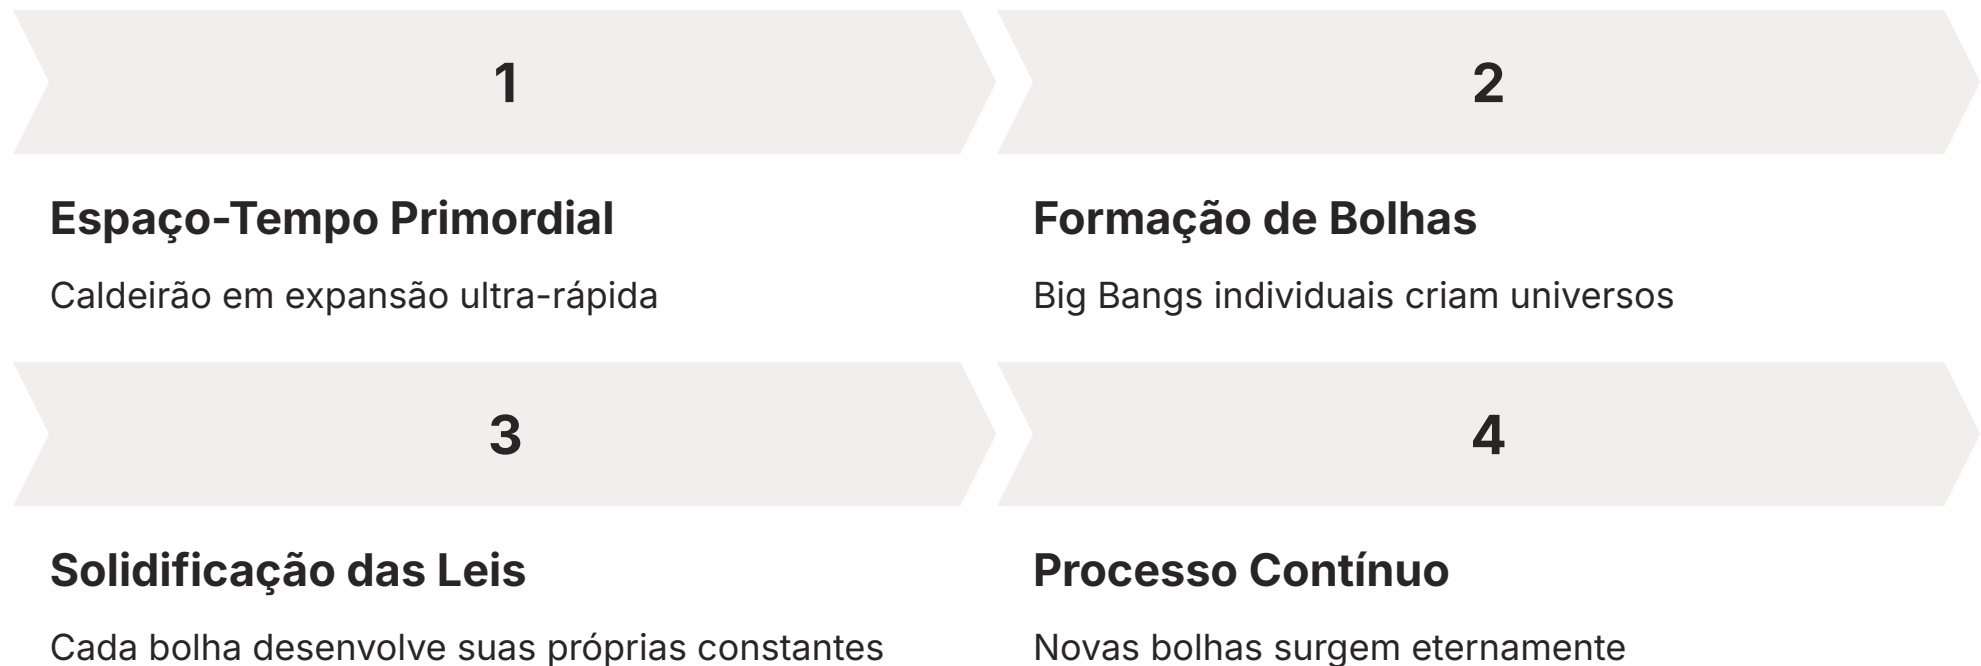 1
Espaço-Tempo Primordial
Caldeirão em expansão ultra-rápida
2
Formação de Bolhas
Big Bangs individuais criam universos
3
Solidificação das Leis
Cada bolha desenvolve suas próprias constantes
4
Processo Contínuo
Novas bolhas surgem eternamente